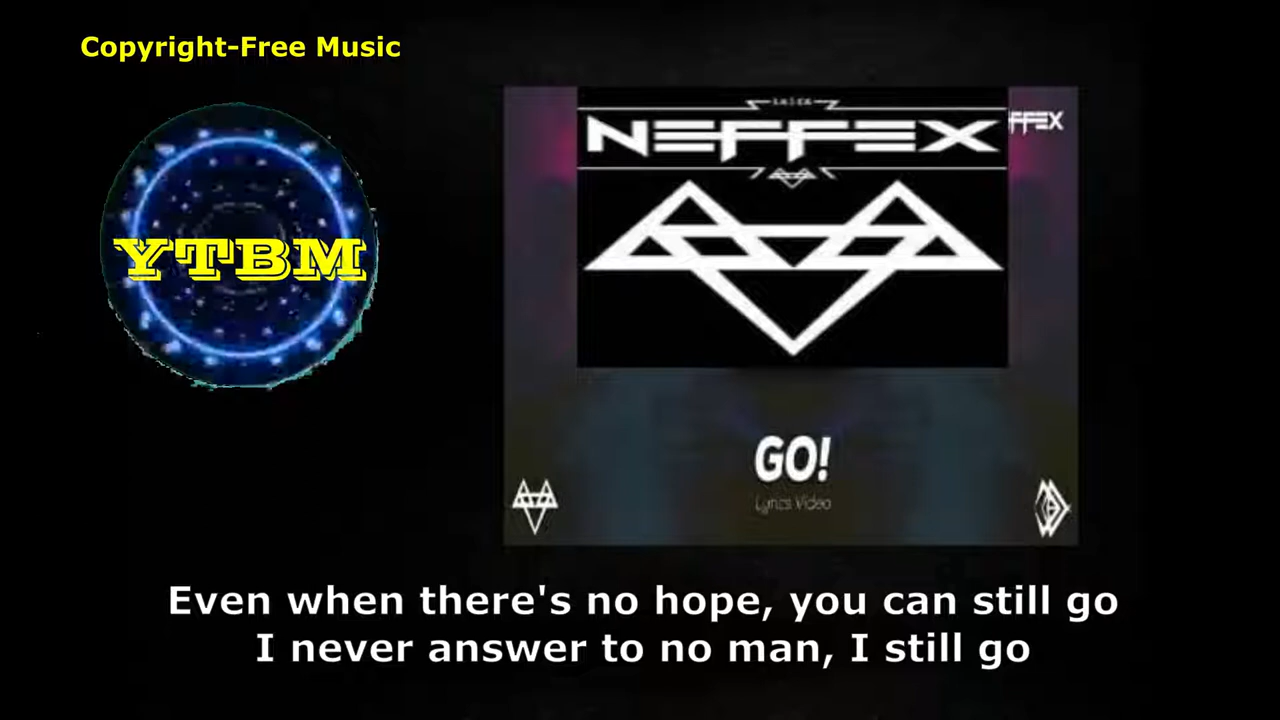 Copyright-Free Music
YTBM
NEFFEX
FFEX
GO!
Lyrics Video
Even when there's no hope, you can still go
I never answer to no man, I still go